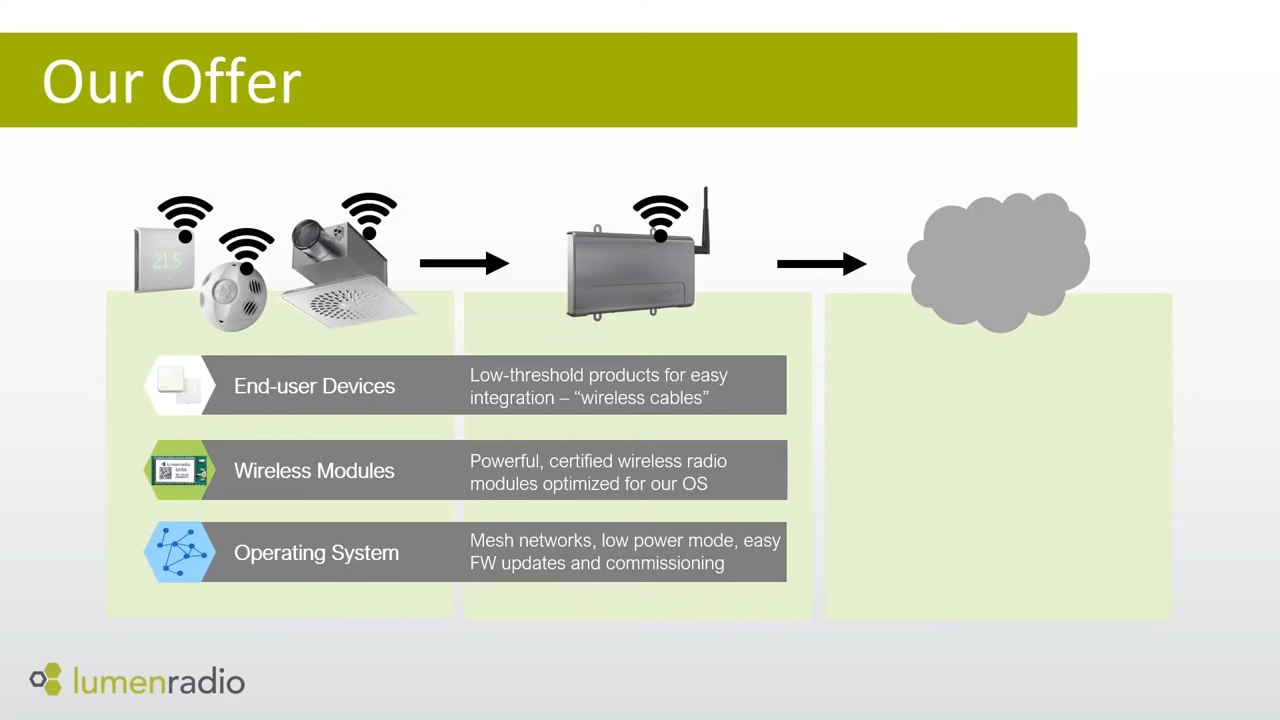 Our Offer
21.5
End-user Devices
Low-threshold products for easy
integration – “wireless cables”
lumenradio
MIRA
Wireless Modules
Powerful, certified wireless radio
modules optimized for our OS
Operating System
Mesh networks, low power mode, easy
FW updates and commissioning
lumenradio